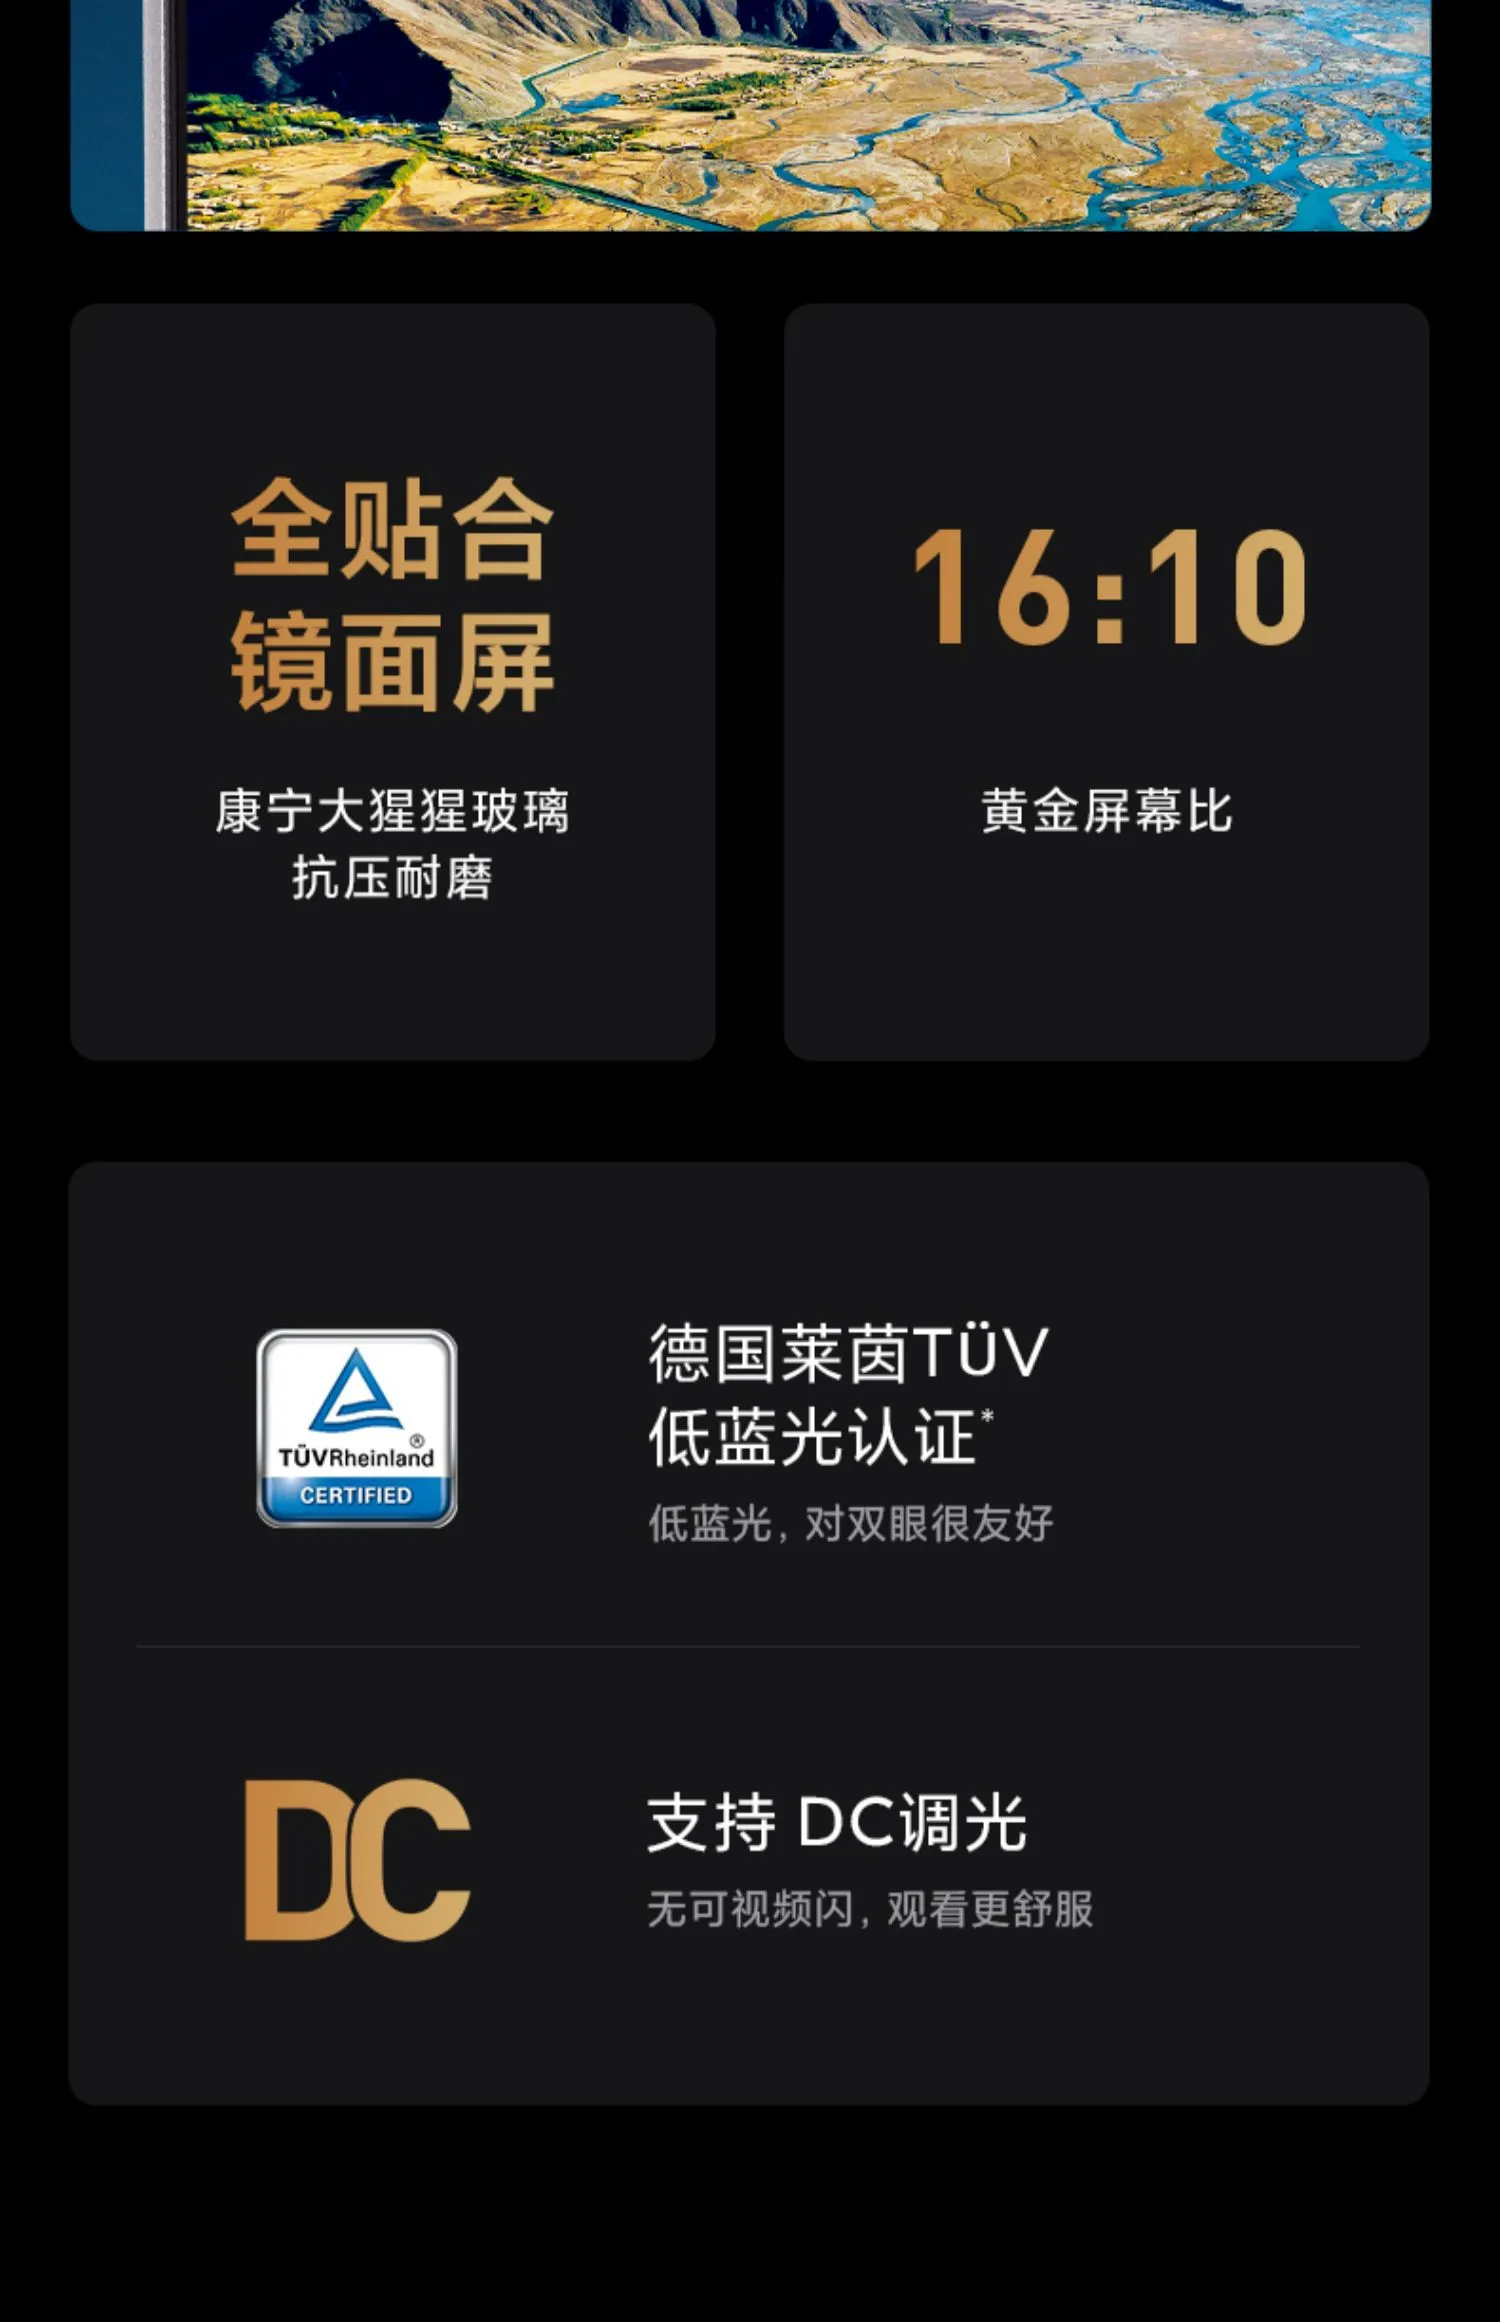 全贴合
镜面屏
康宁大猩猩玻璃
抗压耐磨
16:10
黄金屏幕比
TÜVRheinland®
CERTIFIED
德国莱茵TÜV
低蓝光认证*
低蓝光，对双眼很友好
DC
支持 DC调光
无可视频闪，观看更舒服